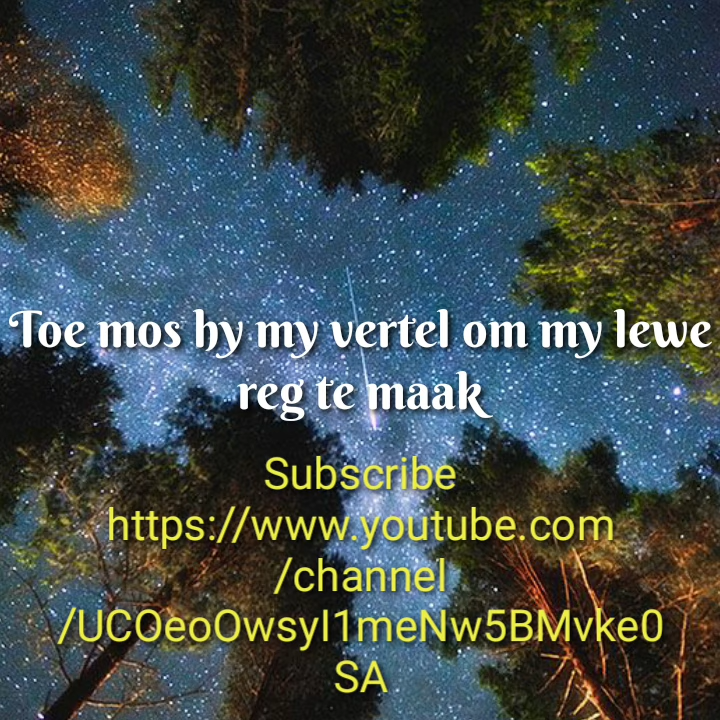 Toe mos hy my vertel om my lewe
reg te maak
Subscribe
https://www.youtube.com
/channel
/UCOeoOwsyI1meNw5BMvke0
SA